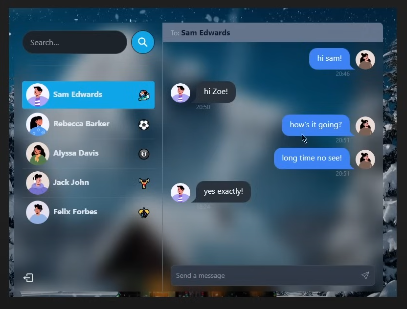 Search...
Sam Edwards
Rebecca Barker
Alyssa Davis
Jack John
Felix Forbes
To: Sam Edwards
hi sam!
20:46
hi Zoe!
20:50
how's it going?
20:51
long time no see!
20:51
yes exactly!
Send a message